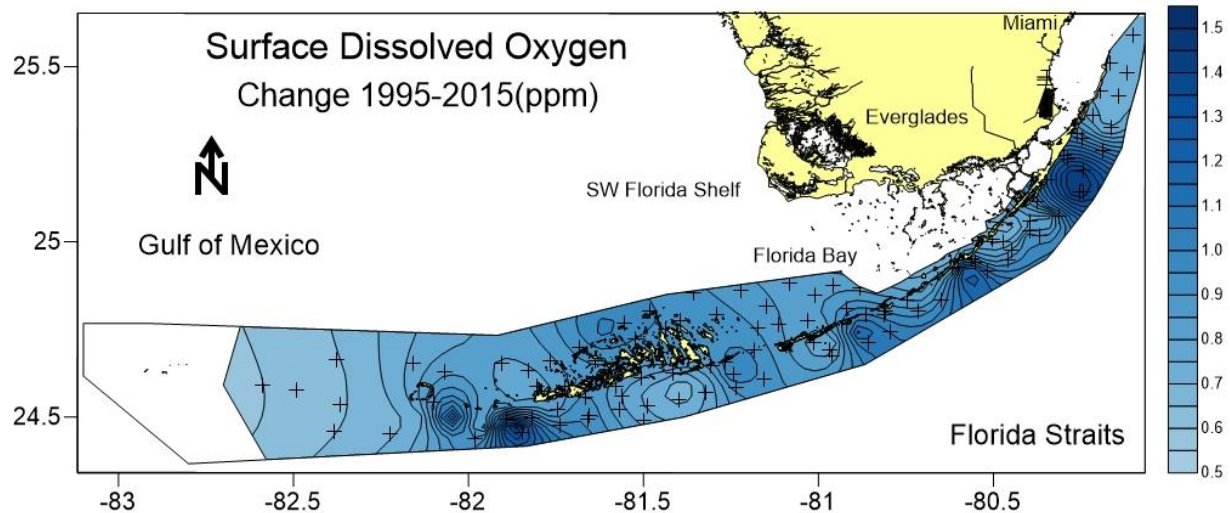 Surface Dissolved Oxygen
Change 1995-2015(ppm)
N
Miami
Everglades
SW Florida Shelf
Gulf of Mexico
Florida Bay
Florida Straits
25.5
25
24.5
-83
-82.5
-82
-81.5
-81
-80.5
1.5
1.4
1.3
1.2
1.1
1.0
0.9
0.8
0.7
0.6
0.5